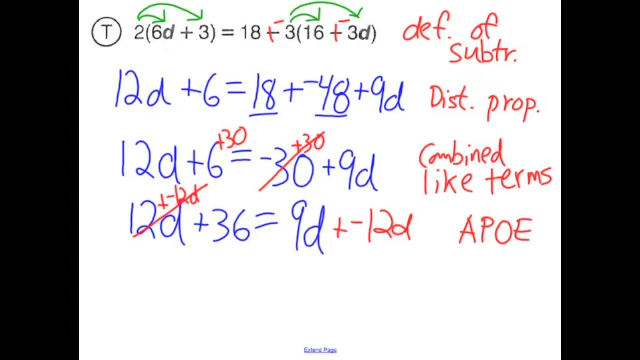 T 2(6d + 3) = 18 +- 3(16 +- 3d) def. of subtr.
12d + 6 = 18 + -48 + 9d Dist. prop.
+30 +30
12d + 6 = -30 + 9d Combined like terms
+ -12d
12d + 36 = 9d + -12d APOE
Extend Page